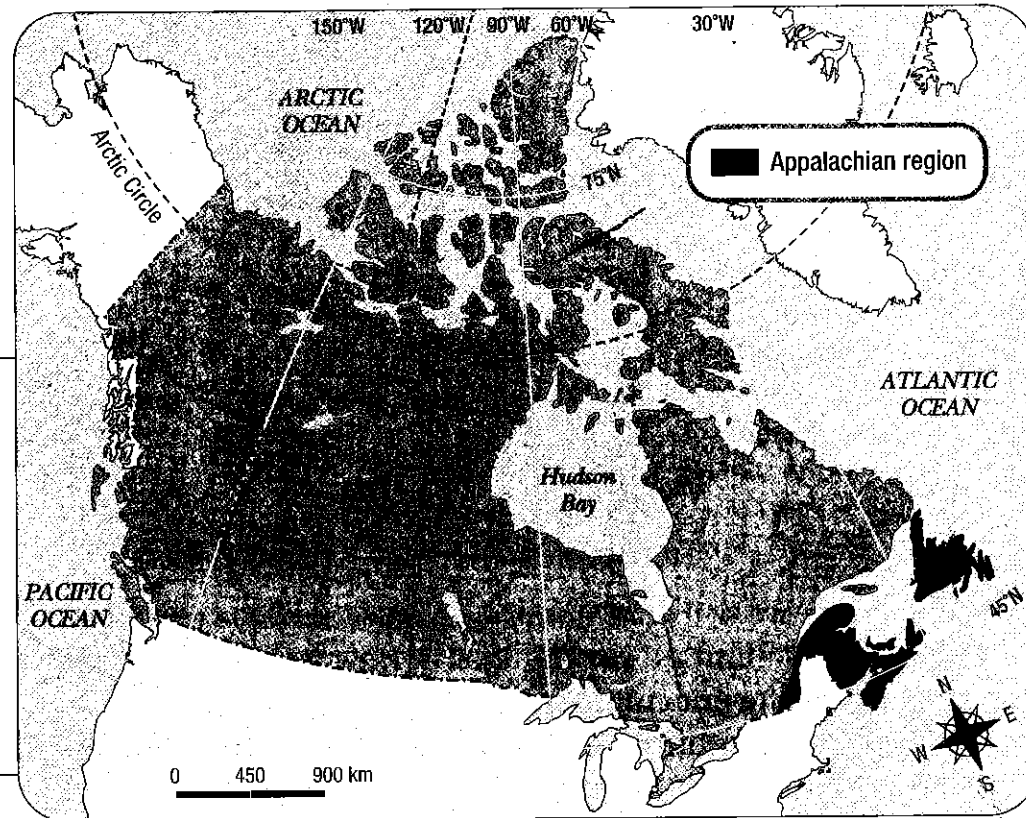 150°W 120°W 90°W 60°W 30°W
ARCTIC
OCEAN
Arctic Circle
75°N
Appalachian region
ATLANTIC
OCEAN
Hudson
Bay
PACIFIC
OCEAN
45°N
N
E
W
S
0 450 900 km